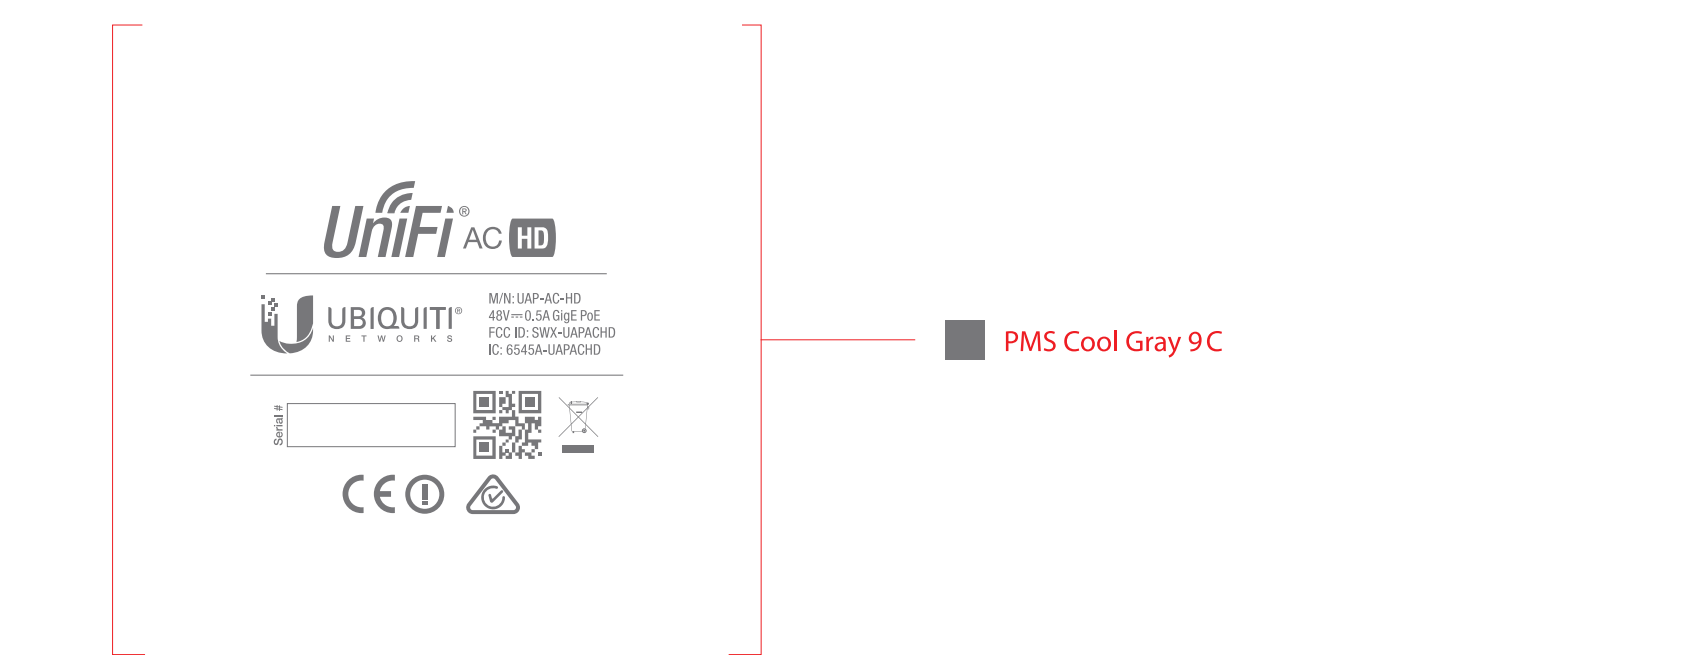 UniFi® AC HD
UBIQUITI®
NETWORKS
M/N: UAP-AC-HD
48V⎓0.5A GigE PoE
FCC ID: SWX-UAPACHD
IC: 6545A-UAPACHD
Serial #
CE
PMS Cool Gray 9 C